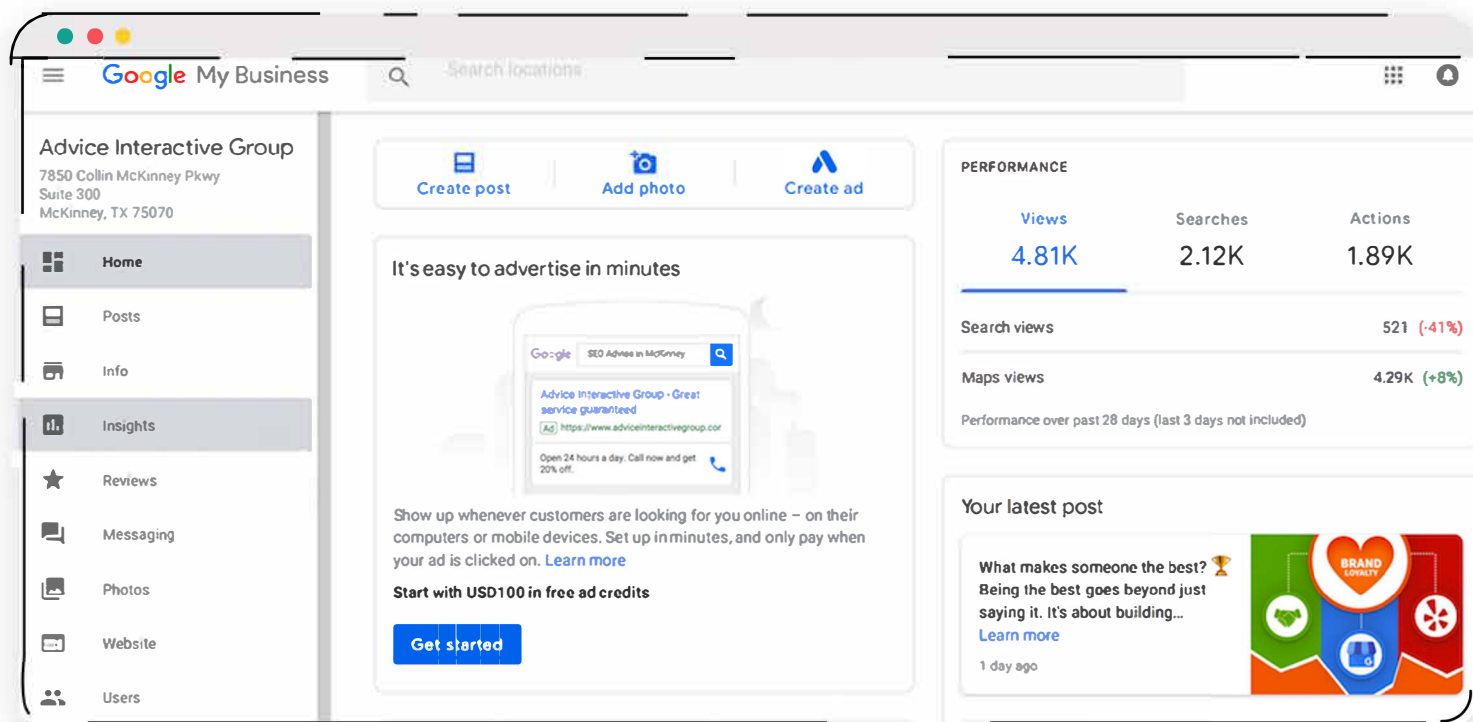 Google My Business
Search locations
Advice Interactive Group
7850 Collin McKinney Pkwy
Suite 300
McKinney, TX 75070
Home
Posts
Info
Insights
Reviews
Messaging
Photos
Website
Users
Create post
Add photo
Create ad
It's easy to advertise in minutes
Google
SEO Advise in McKinney
Advice Interactive Group - Great
service guaranteed
Ad https://www.adviceinteractivegroup.cor
Open 24 hours a day. Call now and get
20% off.
Show up whenever customers are looking for you online – on their
computers or mobile devices. Set up in minutes, and only pay when
your ad is clicked on. Learn more
Start with USD100 in free ad credits
Get started
PERFORMANCE
Views Searches Actions
4.81K 2.12K 1.89K
Search views 521 (-41%)
Maps views 4.29K (+8%)
Performance over past 28 days (last 3 days not included)
Your latest post
What makes someone the best? 🏆
Being the best goes beyond just
saying it. It's about building...
Learn more
1 day ago
BRAND
LOYALTY
G